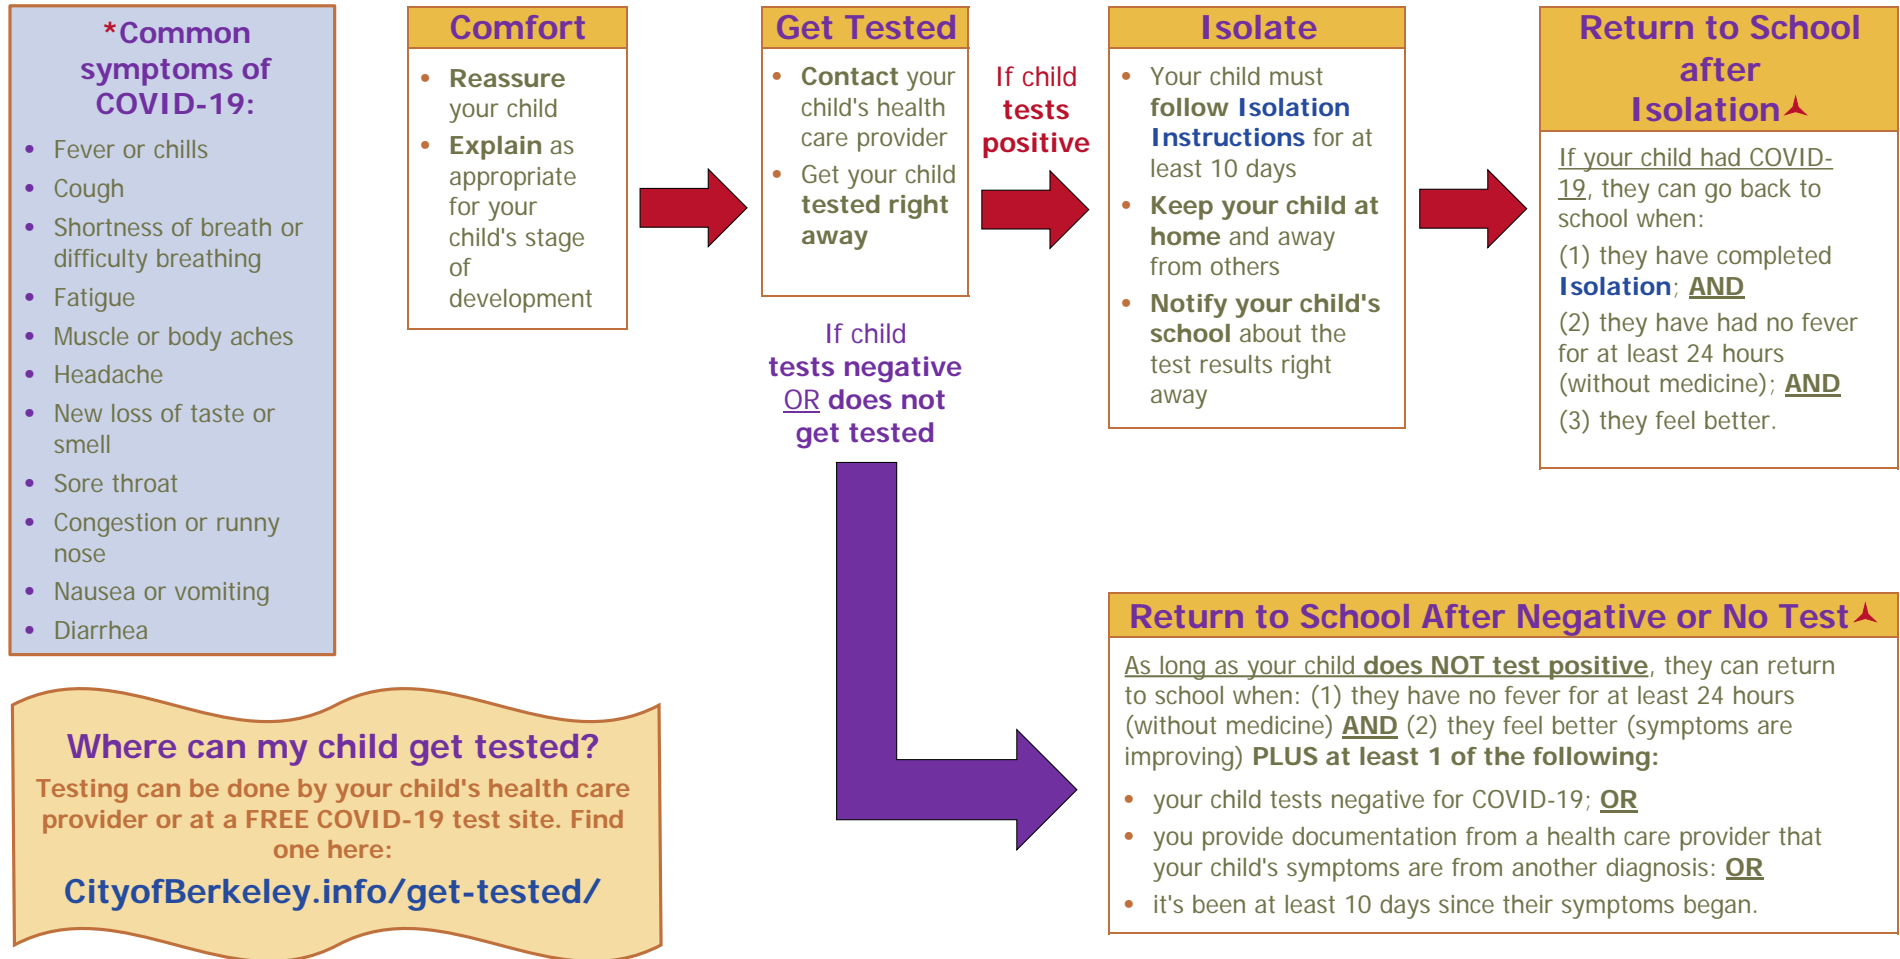 *Common
symptoms of
COVID-19:
• Fever or chills
• Cough
• Shortness of breath or
difficulty breathing
• Fatigue
• Muscle or body aches
• Headache
• New loss of taste or
smell
• Sore throat
• Congestion or runny
nose
• Nausea or vomiting
• Diarrhea
Comfort
• Reassure
your child
• Explain as
appropriate
for your
child's stage
of
development
Get Tested
• Contact your
child's health
care provider
• Get your child
tested right
away
If child
tests
positive
If child
tests negative
OR does not
get tested
Isolate
• Your child must
follow Isolation
Instructions for at
least 10 days
• Keep your child at
home and away
from others
• Notify your child's
school about the
test results right
away
Return to School
after
Isolation
If your child had COVID-
19, they can go back to
school when:
(1) they have completed
Isolation; AND
(2) they have had no fever
for at least 24 hours
(without medicine); AND
(3) they feel better.
Return to School After Negative or No Test
As long as your child does NOT test positive, they can return
to school when: (1) they have no fever for at least 24 hours
(without medicine) AND (2) they feel better (symptoms are
improving) PLUS at least 1 of the following:
• your child tests negative for COVID-19; OR
• you provide documentation from a health care provider that
your child's symptoms are from another diagnosis: OR
• it's been at least 10 days since their symptoms began.
Where can my child get tested?
Testing can be done by your child's health care
provider or at a FREE COVID-19 test site. Find
one here:
CityofBerkeley.info/get-tested/